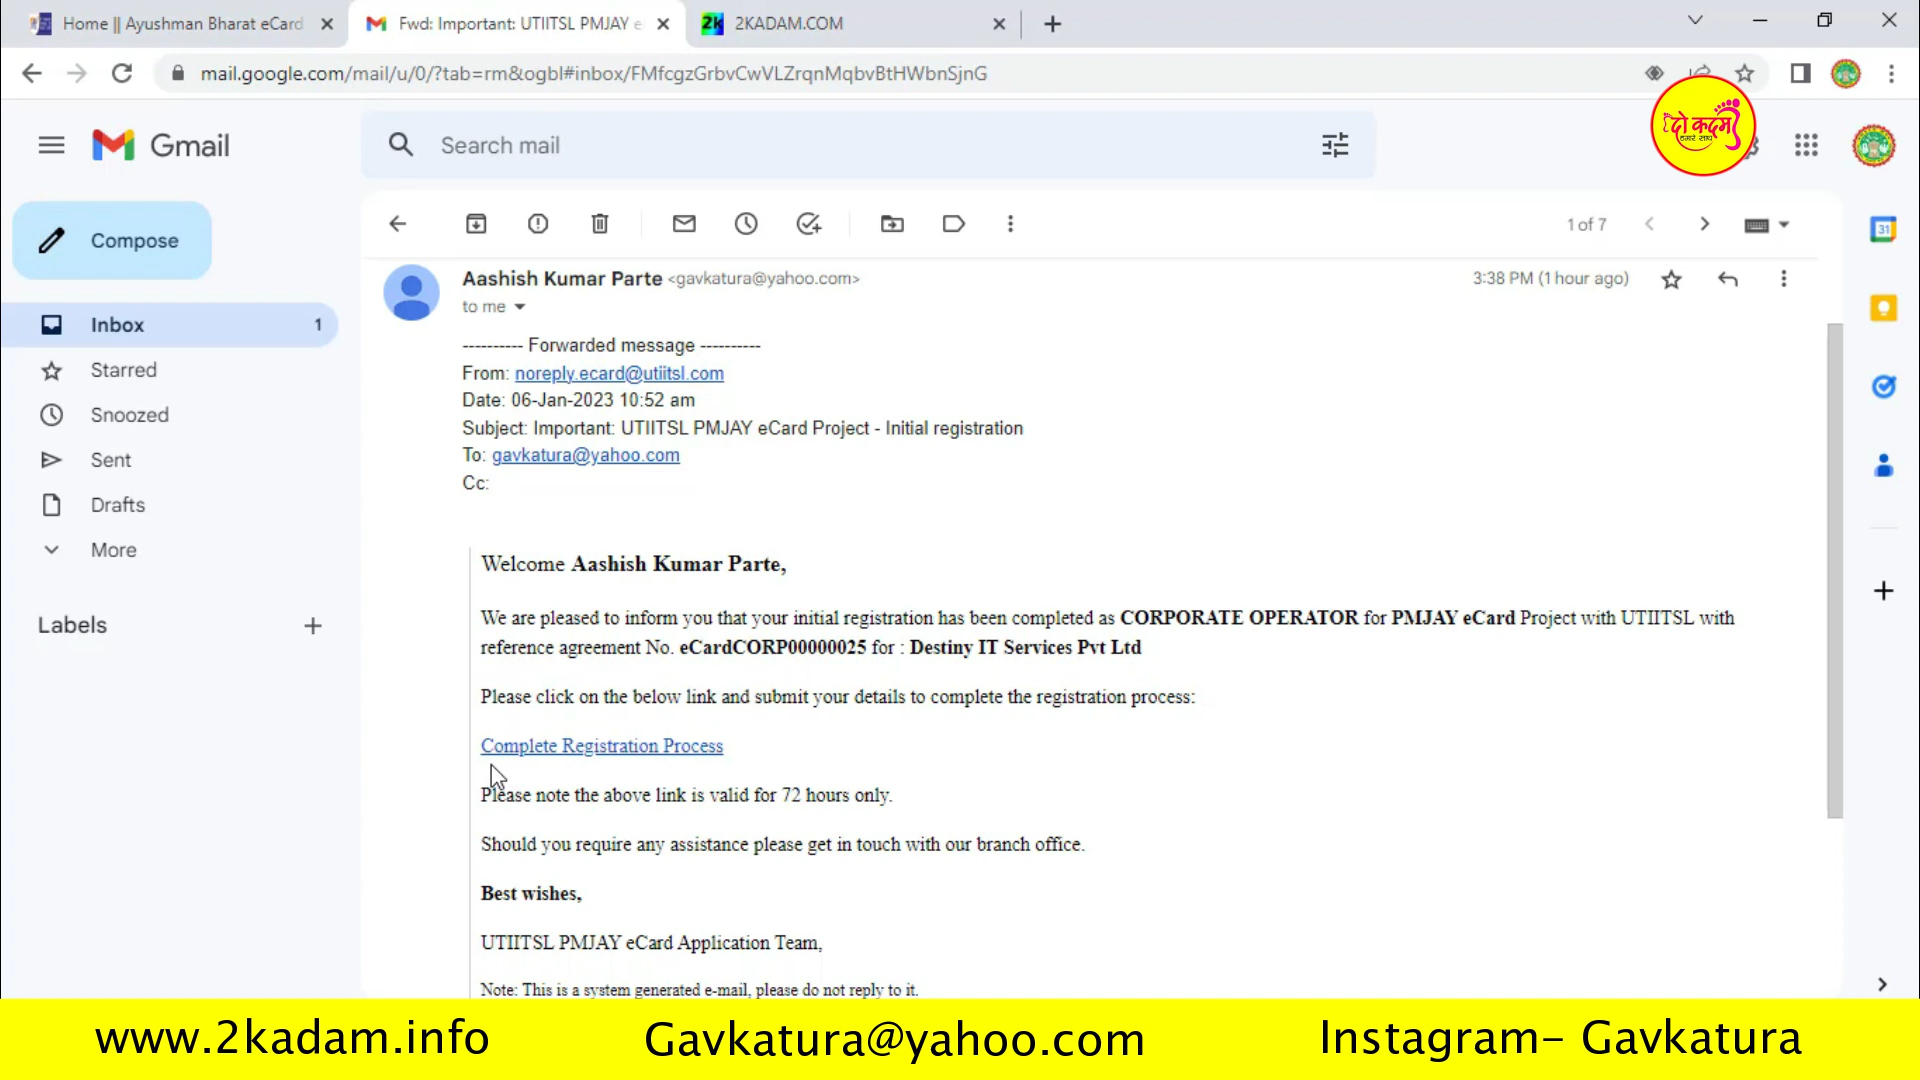 Home || Ayushman Bharat eCard
Fwd: Important: UTIITSL PMJAY e
2k
2KADAM.COM
mail.google.com/mail/u/0/?tab=rm&ogbl#inbox/FMfcgzGrbvCwVLZrqnMqbvBtHWbnSjnG
Gmail
Search mail
दो कदम
हमारे साथ
Compose
1 of 7
Aashish Kumar Parte <gavkatura@yahoo.com>
3:38 PM (1 hour ago)
to me
Inbox 1
Starred
Snoozed
Sent
Drafts
More
Labels
31
---------- Forwarded message ----------
From: noreply.ecard@utiitsl.com
Date: 06-Jan-2023 10:52 am
Subject: Important: UTIITSL PMJAY eCard Project - Initial registration
To: gavkatura@yahoo.com
Cc:
Welcome Aashish Kumar Parte,
We are pleased to inform you that your initial registration has been completed as CORPORATE OPERATOR for PMJAY eCard Project with UTIITSL with
reference agreement No. eCardCORP00000025 for : Destiny IT Services Pvt Ltd
Please click on the below link and submit your details to complete the registration process:
Complete Registration Process
Please note the above link is valid for 72 hours only.
Should you require any assistance please get in touch with our branch office.
Best wishes,
UTIITSL PMJAY eCard Application Team,
Note: This is a system generated e-mail, please do not reply to it.
www.2kadam.info
Gavkatura@yahoo.com
Instagram- Gavkatura